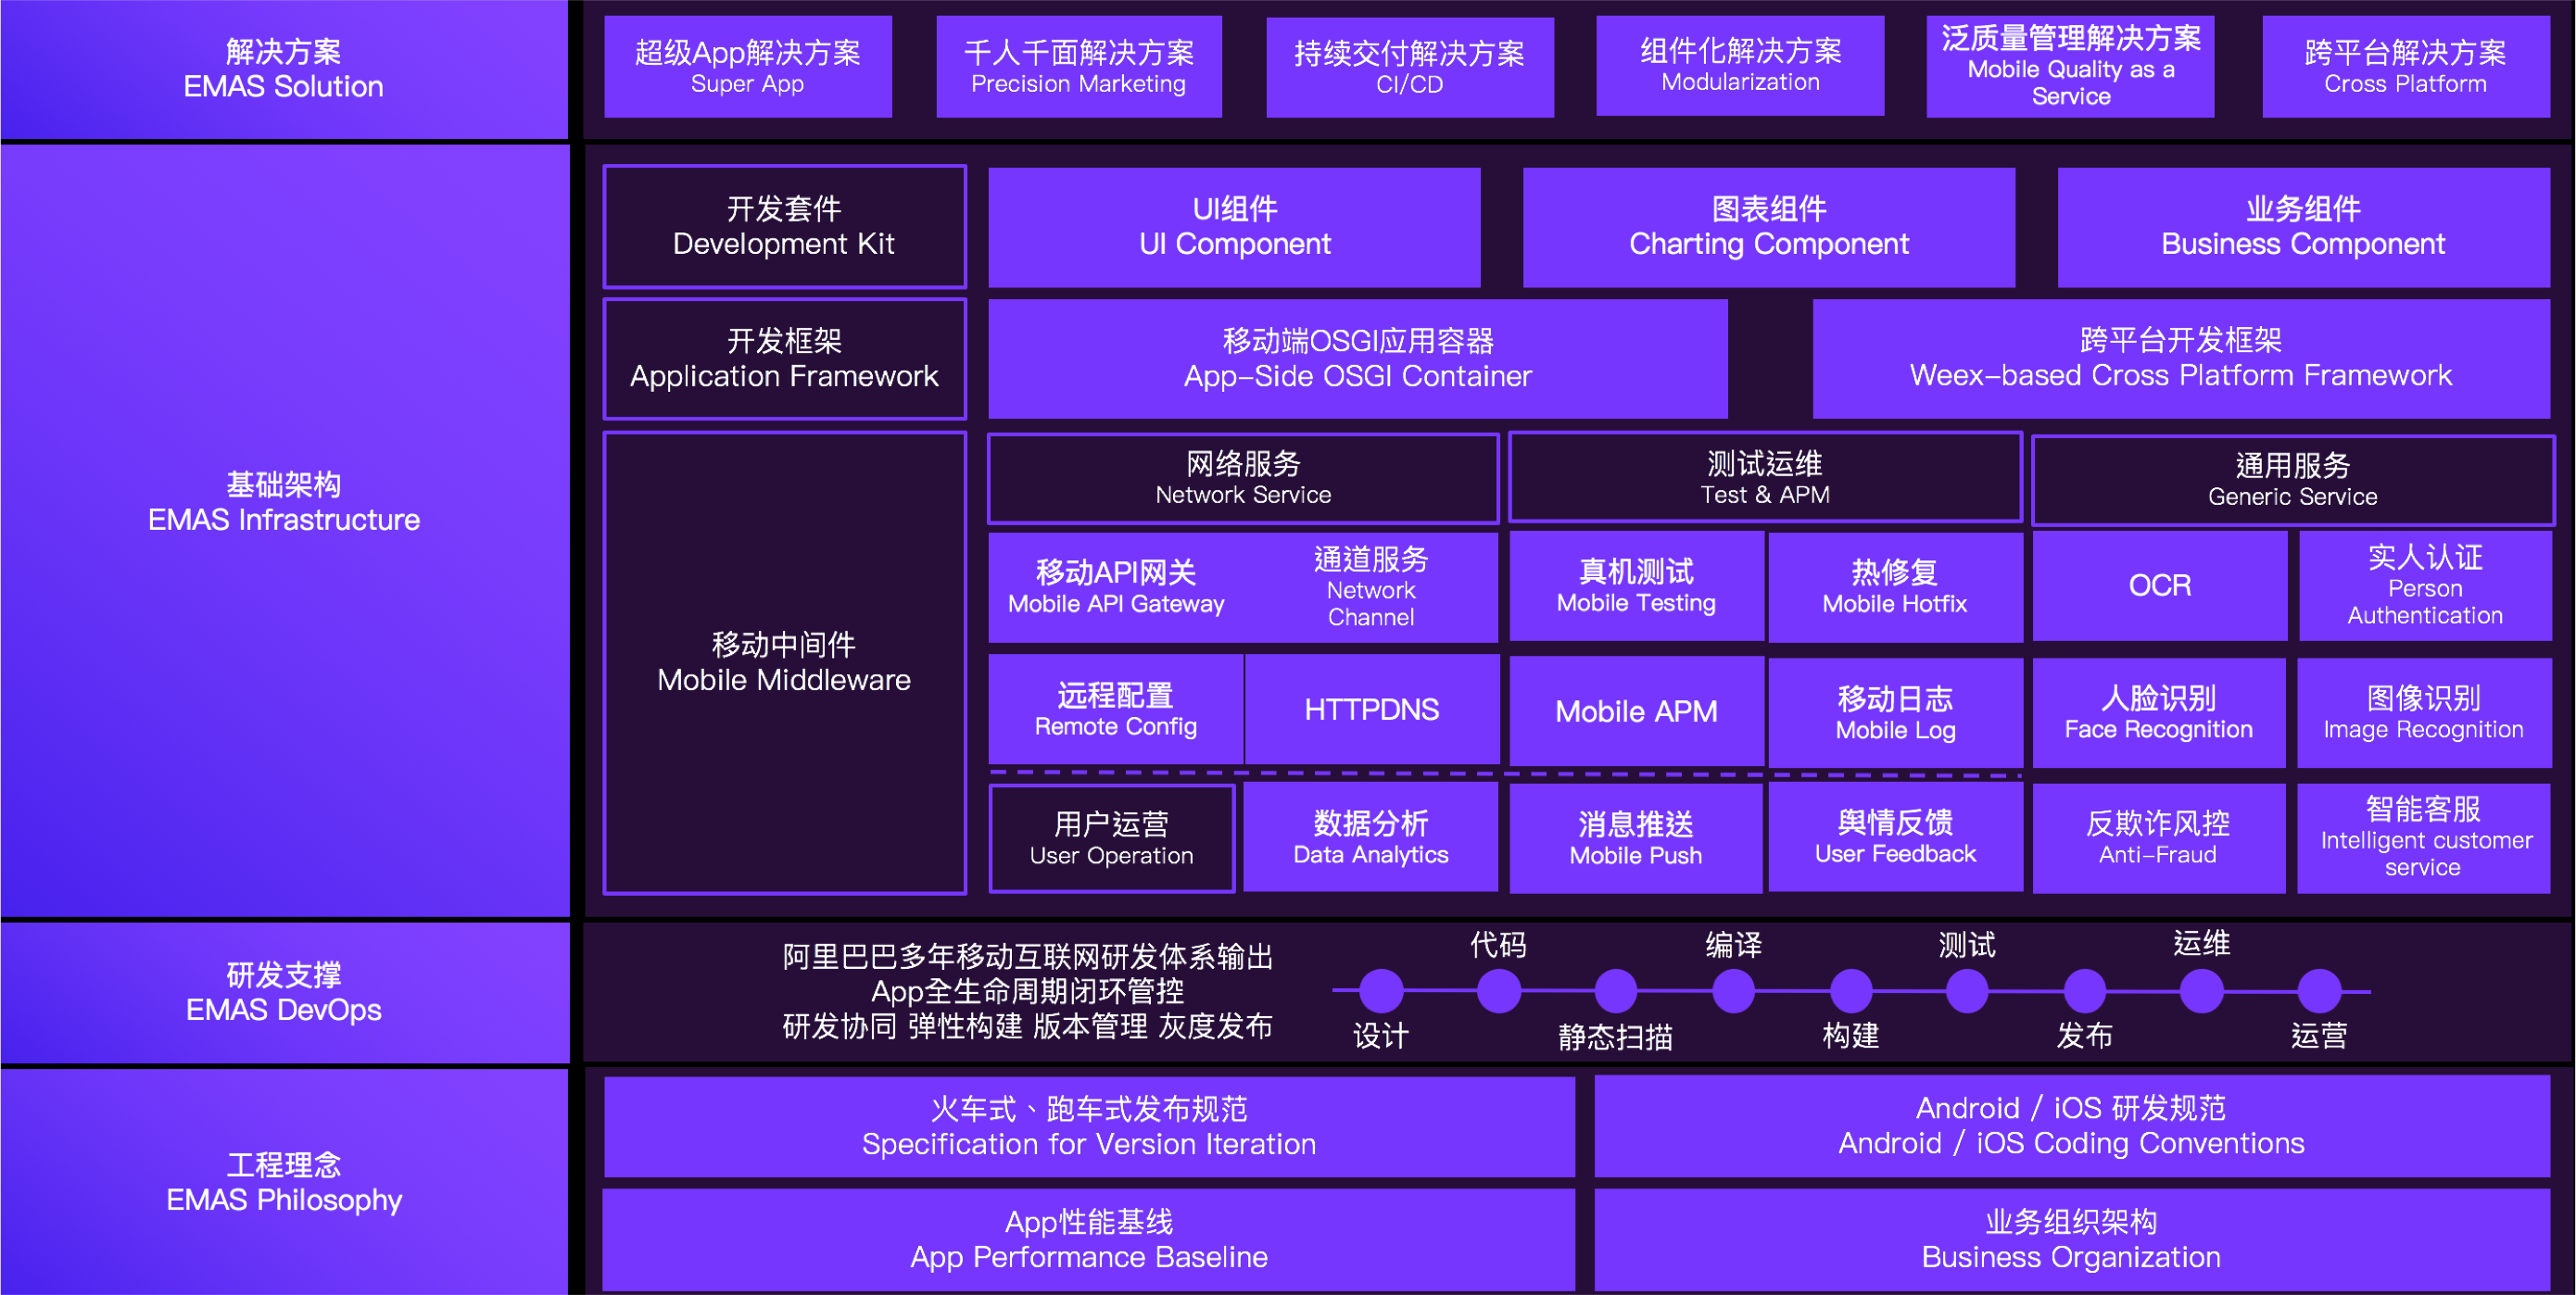 解决方案
EMAS Solution
超级App解决方案
Super App
千人千面解决方案
Precision Marketing
持续交付解决方案
CI/CD
组件化解决方案
Modularization
泛质量管理解决方案
Mobile Quality as a
Service
跨平台解决方案
Cross Platform
基础架构
EMAS Infrastructure
开发套件
Development Kit
UI组件
UI Component
图表组件
Charting Component
业务组件
Business Component
开发框架
Application Framework
移动端OSGI应用容器
App-Side OSGI Container
跨平台开发框架
Weex-based Cross Platform Framework
移动中间件
Mobile Middleware
网络服务
Network Service
测试运维
Test & APM
通用服务
Generic Service
移动API网关
Mobile API Gateway
通道服务
Network
Channel
真机测试
Mobile Testing
热修复
Mobile Hotfix
OCR
实人认证
Person
Authentication
远程配置
Remote Config
HTTPDNS
Mobile APM
移动日志
Mobile Log
人脸识别
Face Recognition
图像识别
Image Recognition
用户运营
User Operation
数据分析
Data Analytics
消息推送
Mobile Push
舆情反馈
User Feedback
反欺诈风控
Anti-Fraud
智能客服
Intelligent customer
service
研发支撑
EMAS DevOps
阿里巴巴多年移动互联网研发体系输出
App全生命周期闭环管控
研发协同 弹性构建 版本管理 灰度发布
设计
代码
静态扫描
编译
构建
测试
发布
运维
运营
工程理念
EMAS Philosophy
火车式、跑车式发布规范
Specification for Version Iteration
Android / iOS 研发规范
Android / iOS Coding Conventions
App性能基线
App Performance Baseline
业务组织架构
Business Organization